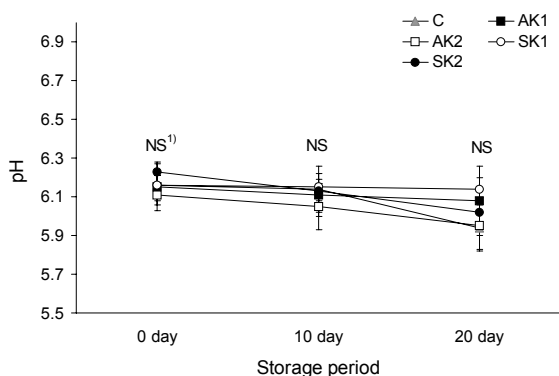 C AK1
AK2 SK1
SK2
6.9
6.7
6.5
6.3
6.1
5.9
5.7
5.5
pH
NS1) NS NS
0 day 10 day 20 day
Storage period